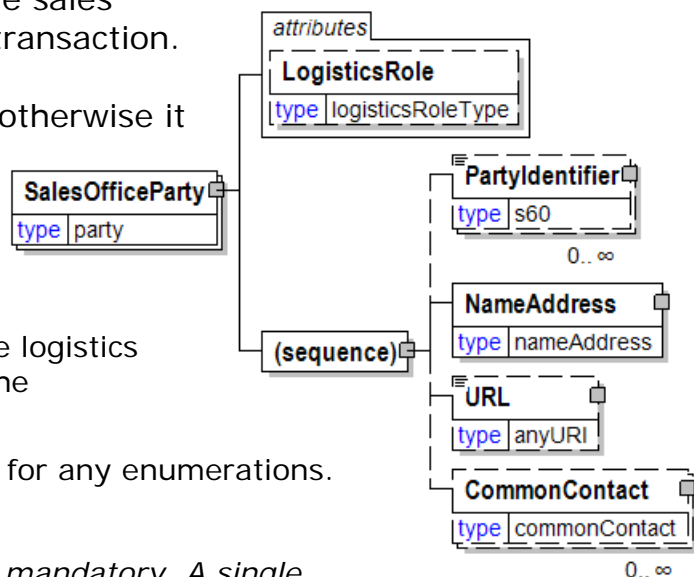 e sales
transaction.
otherwise it
e logistics
ne
for any enumerations.
mandatory. A single
attributes
LogisticsRole
type logisticsRoleType
SalesOfficeParty
type party
(sequence)
PartyIdentifier
type s60
0.. ∞
NameAddress
type nameAddress
URL
type anyURI
CommonContact
type commonContact
0.. ∞